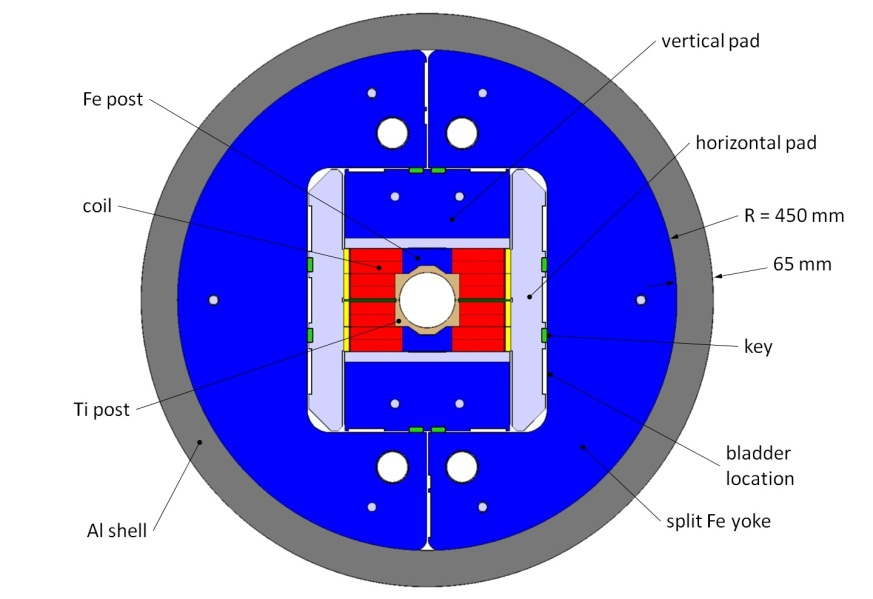 vertical pad
Fe post
horizontal pad
coil
R = 450 mm
65 mm
key
Ti post
bladder
location
split Fe yoke
Al shell